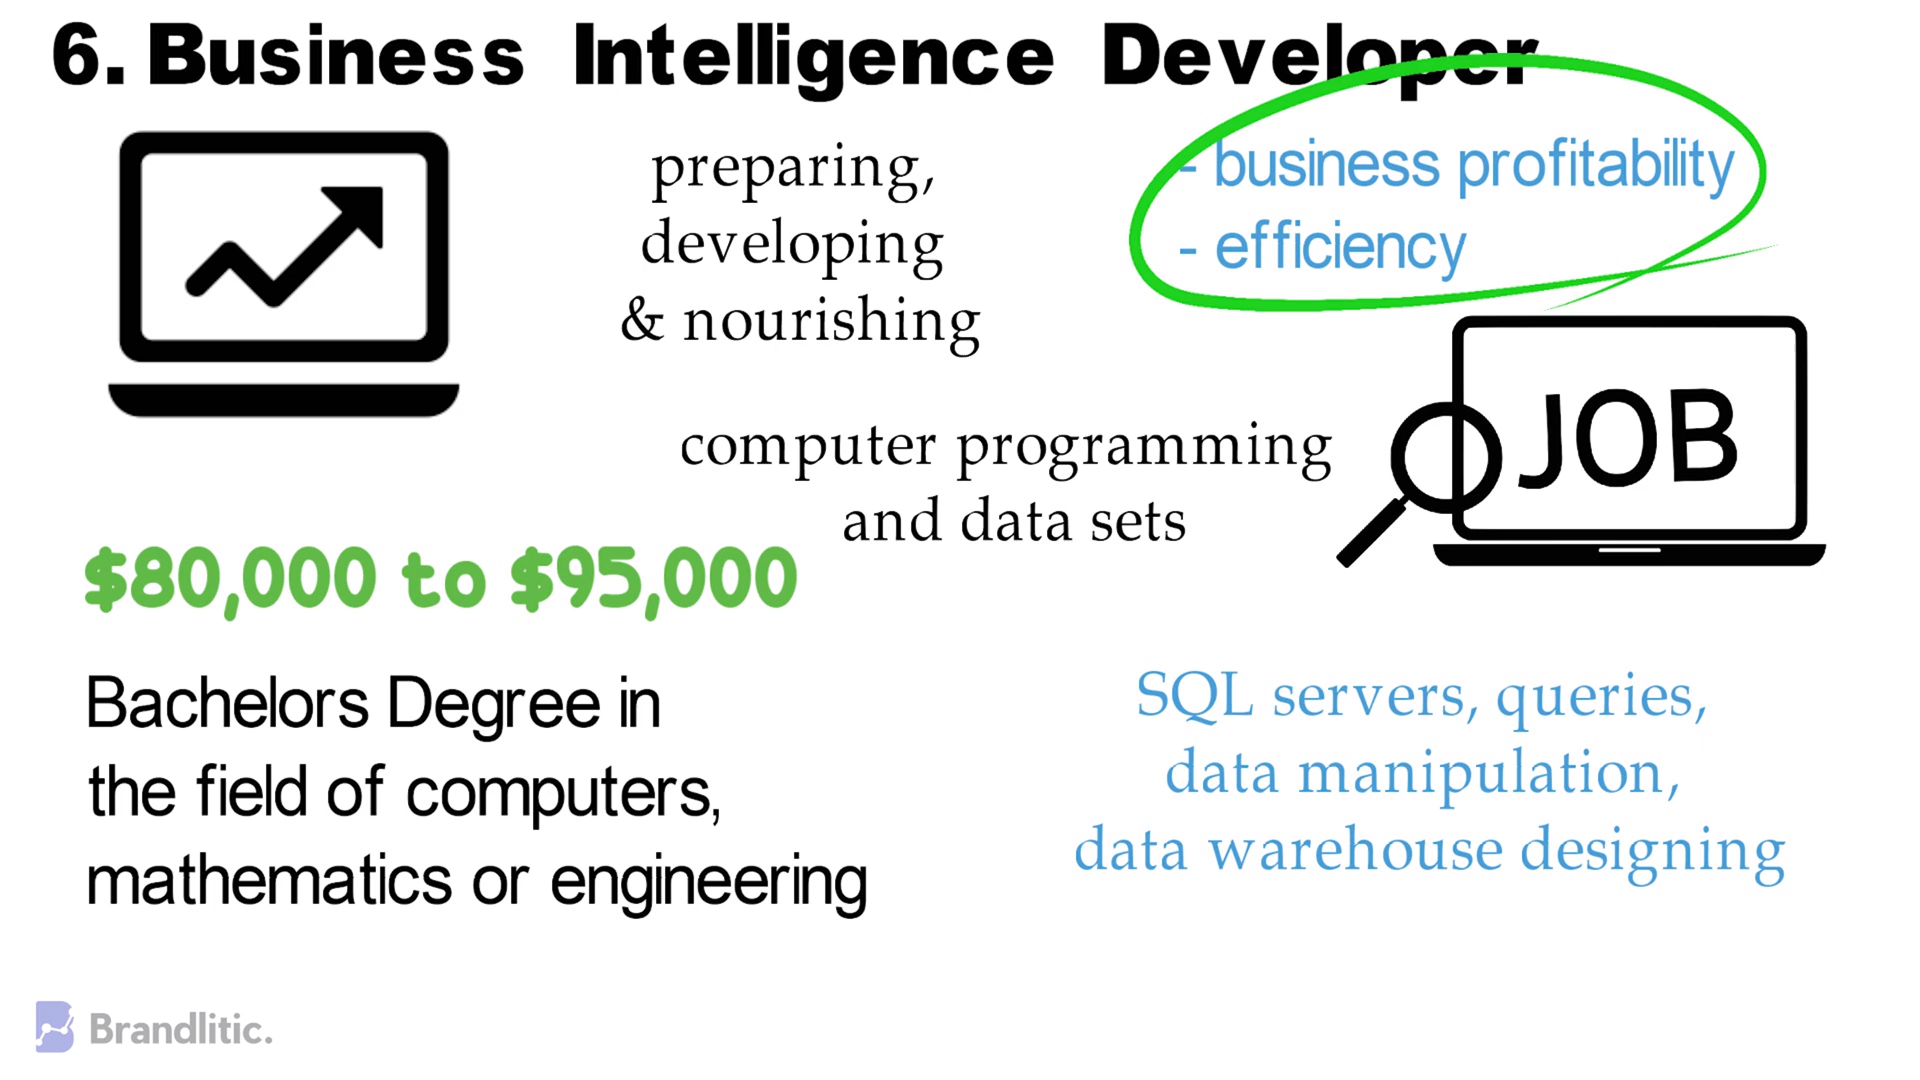 6. Business Intelligence Developer
preparing,
developing
& nourishing
- business profitability
- efficiency
computer programming
and data sets
JOB
$80,000 to $95,000
Bachelors Degree in
the field of computers,
mathematics or engineering
SQL servers, queries,
data manipulation,
data warehouse designing
Brandlitic.